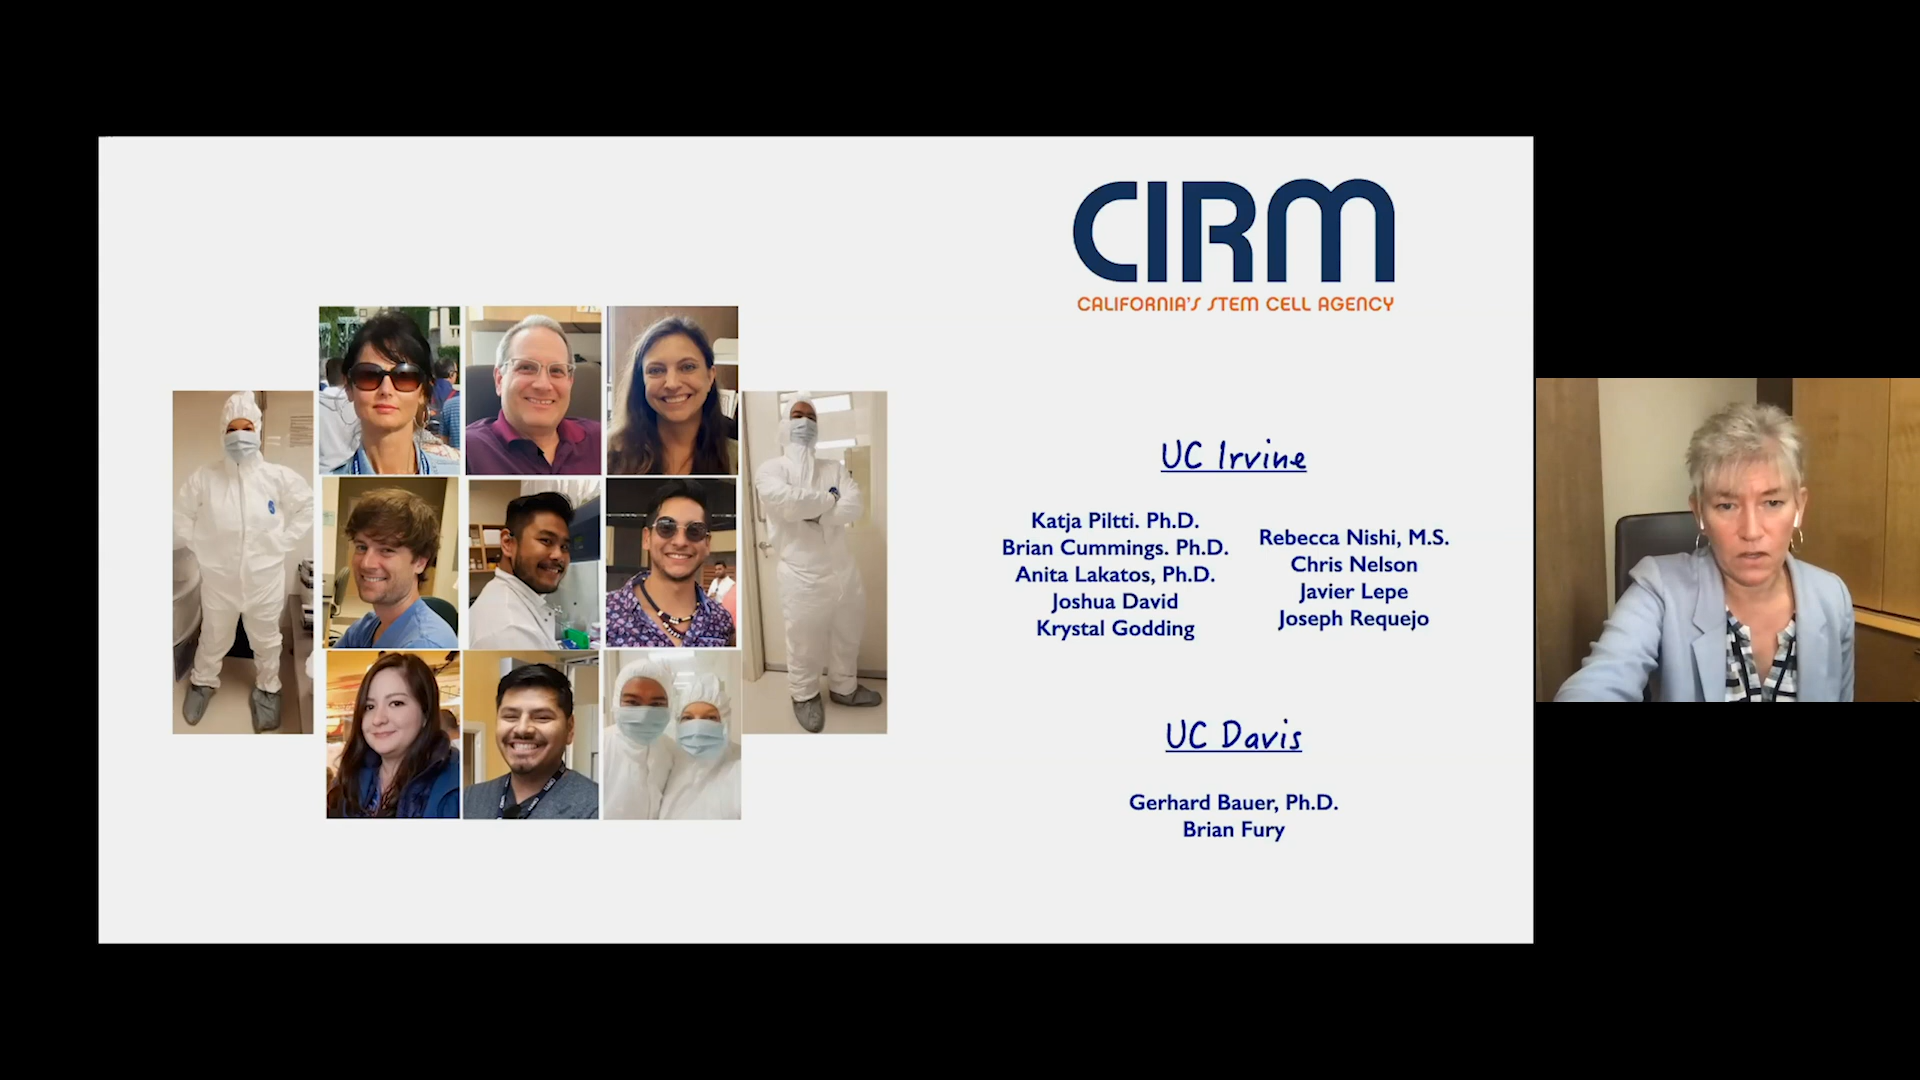 CIRM
CALIFORNIA'S STEM CELL AGENCY
UC Irvine
Katja Piltti. Ph.D.
Brian Cummings. Ph.D.
Anita Lakatos, Ph.D.
Joshua David
Krystal Godding
Rebecca Nishi, M.S.
Chris Nelson
Javier Lepe
Joseph Requejo
UC Davis
Gerhard Bauer, Ph.D.
Brian Fury